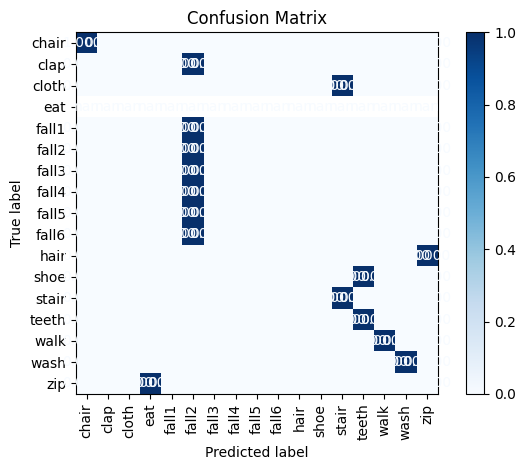 Confusion Matrix
chair
clap
cloth
eat
fall1
fall2
fall3
fall4
fall5
fall6
hair
shoe
stair
teeth
walk
wash
zip
True label
chair
clap
cloth
eat
fall1
fall2
fall3
fall4
fall5
fall6
hair
shoe
stair
teeth
walk
wash
zip
Predicted label
1.0
0.8
0.6
0.4
0.2
0.0